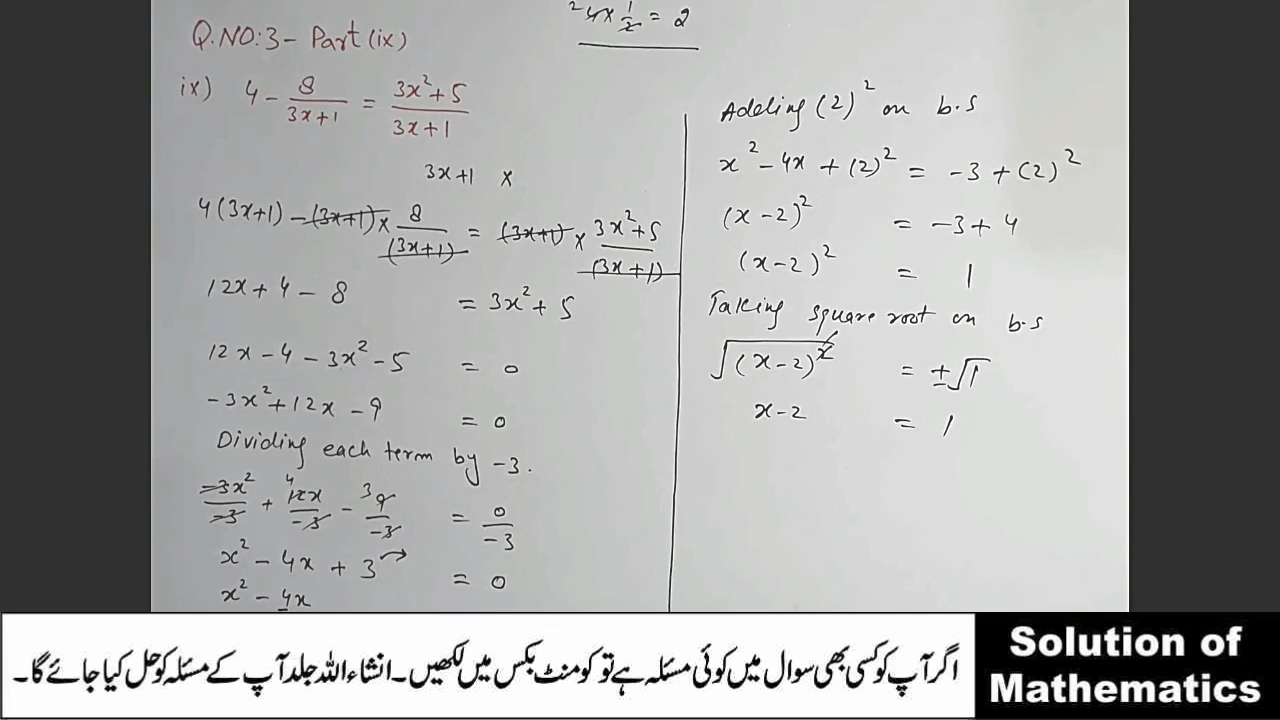 ²4x × 1/2 = 2
Q.NO:3- Part (ix)
ix) 4 - 8/(3x+1) = (3x²+5)/(3x+1)
3x+1 ×
4(3x+1) - (3x+1) × 8/(3x+1) = (3x+1) × (3x²+5)/(3x+1)
12x + 4 - 8 = 3x² + 5
12x - 4 - 3x² - 5 = 0
-3x² + 12x - 9 = 0
Dividing each term by -3.
-3x²/-3 + ⁴12x/-3 - ³9/-3 = 0/-3
x² - 4x + 3 = 0
x² - 4x
Adding (2)² on b.s
x² - 4x + (2)² = -3 + (2)²
(x-2)² = -3 + 4
(x-2)² = 1
Taking square root on b.s
√(x-2)² = ±√1
x-2 = 1
اگر آپ کو کسی بھی سوال میں کوئی مسئلہ ہے تو کومنٹ بکس میں لکھیں۔ انشاءاللہ جلد آپ کے مسئلہ کو حل کیا جائے گا۔
Solution of
Mathematics